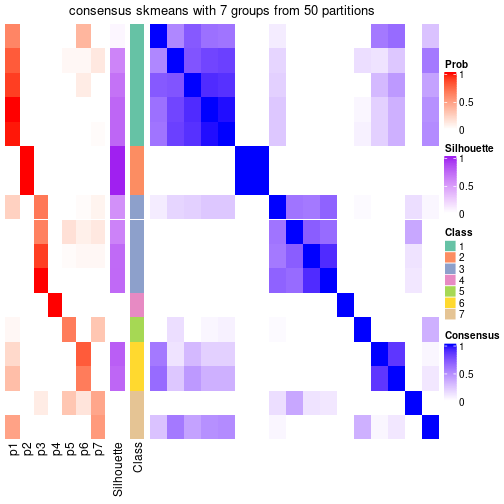 consensus skmeans with 7 groups from 50 partitions
Prob
1
0.5
0
Silhouette
1
0.5
0
Class
1
2
3
4
5
6
7
Consensus
1
0.5
0
p1
p2
p3
p4
p5
p6
p7
Silhouette
Class